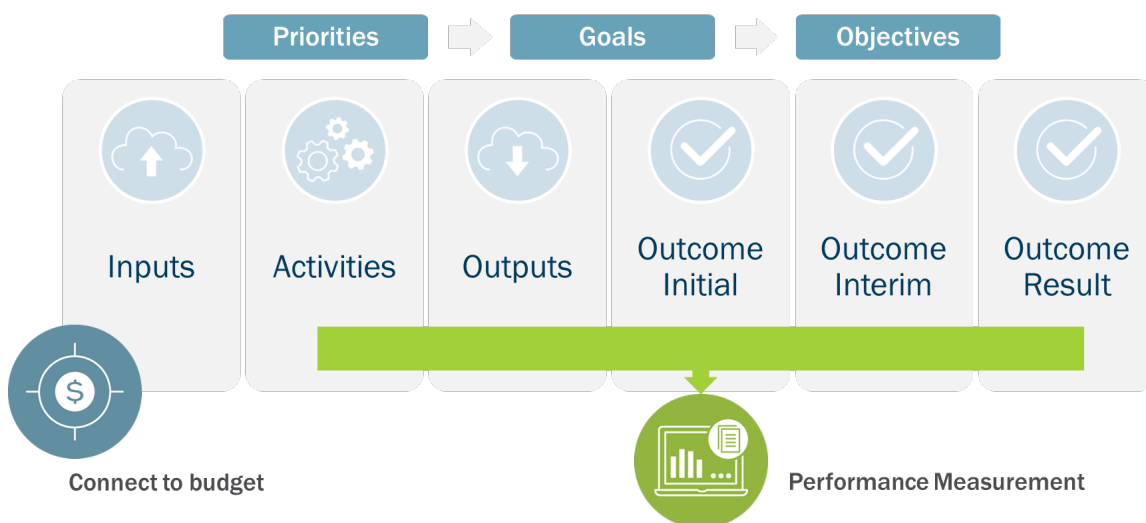 Priorities
Goals
Objectives
Inputs
Activities
Outputs
Outcome
Initial
Outcome
Interim
Outcome
Result
$
Connect to budget
Performance Measurement